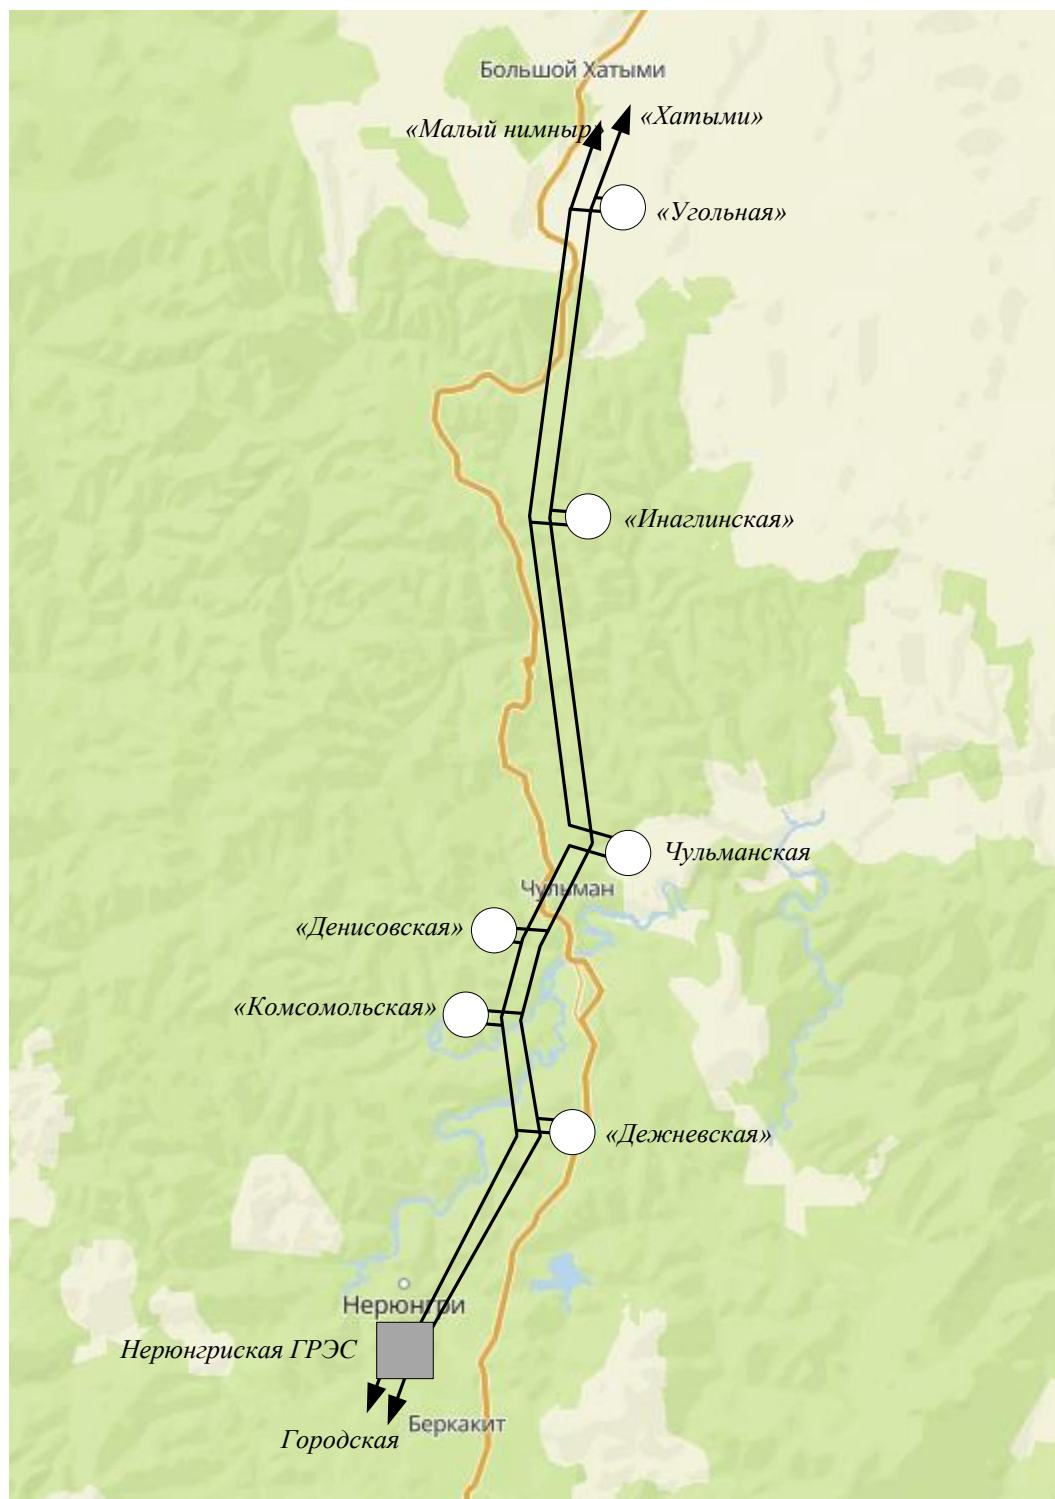 Большой Хатыми
«Хатыми»
«Малый нимныр»
«Угольная»
«Инаглинская»
Чульманская
Чульман
«Денисовская»
«Комсомольская»
«Дежневская»
Нерюнгри
Нерюнгриская ГРЭС
Беркакит
Городская